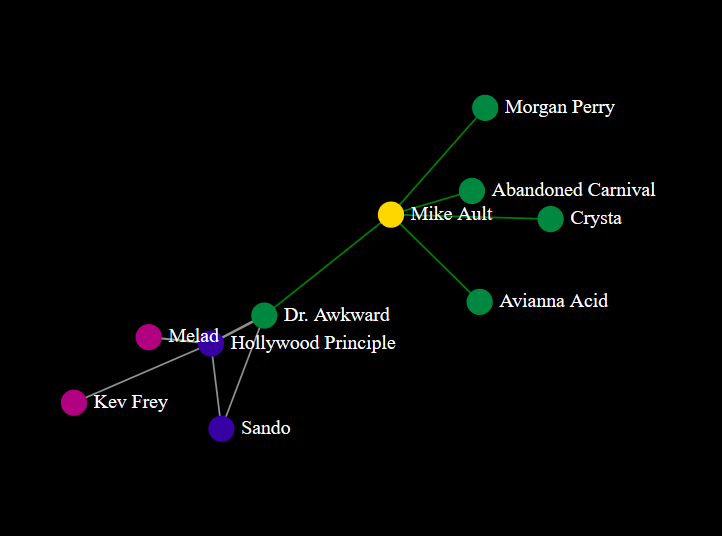 Morgan Perry
Abandoned Carnival
Mike Ault
Crysta
Avianna Acid
Dr. Awkward
Melad
Hollywood Principle
Kev Frey
Sando